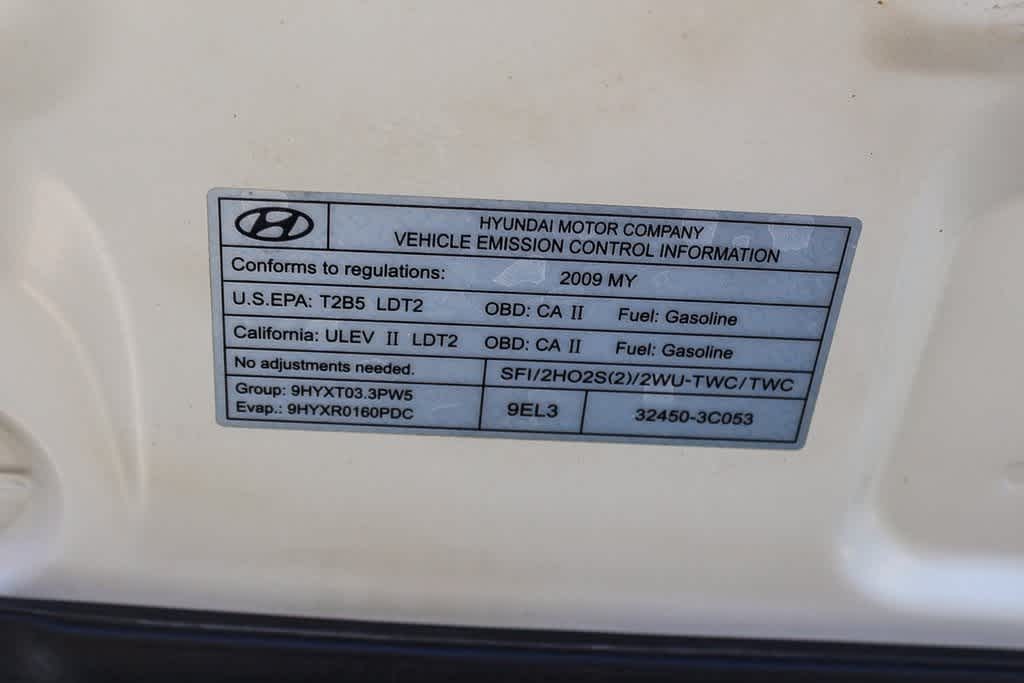 HYUNDAI MOTOR COMPANY
VEHICLE EMISSION CONTROL INFORMATION
Conforms to regulations: 2009 MY
U.S.EPA: T2B5 LDT2 OBD: CA II Fuel: Gasoline
California: ULEV II LDT2 OBD: CA II Fuel: Gasoline
No adjustments needed. SFI/2HO2S(2)/2WU-TWC/TWC
Group: 9HYXT03.3PW5
Evap.: 9HYXR0160PDC
9EL3 32450-3C053